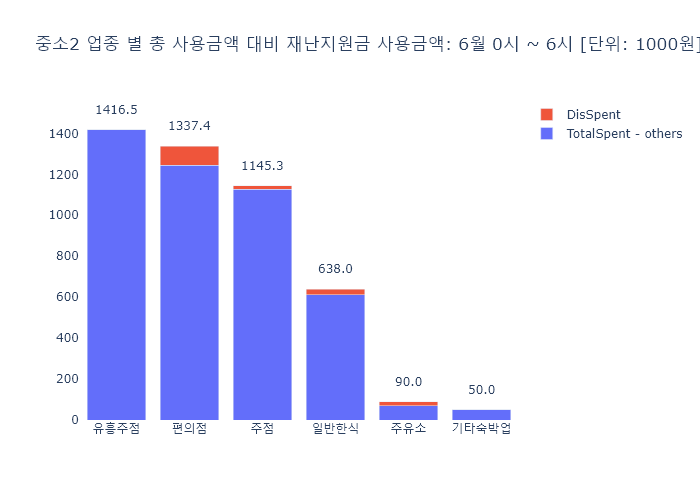 중소2 업종 별 총 사용금액 대비 재난지원금 사용금액: 6월 0시 ~ 6시 [단위: 1000원]
DisSpent
TotalSpent - others
1416.5
1337.4
1145.3
638.0
90.0
50.0
1400
1200
1000
800
600
400
200
0
유흥주점
편의점
주점
일반한식
주유소
기타숙박업